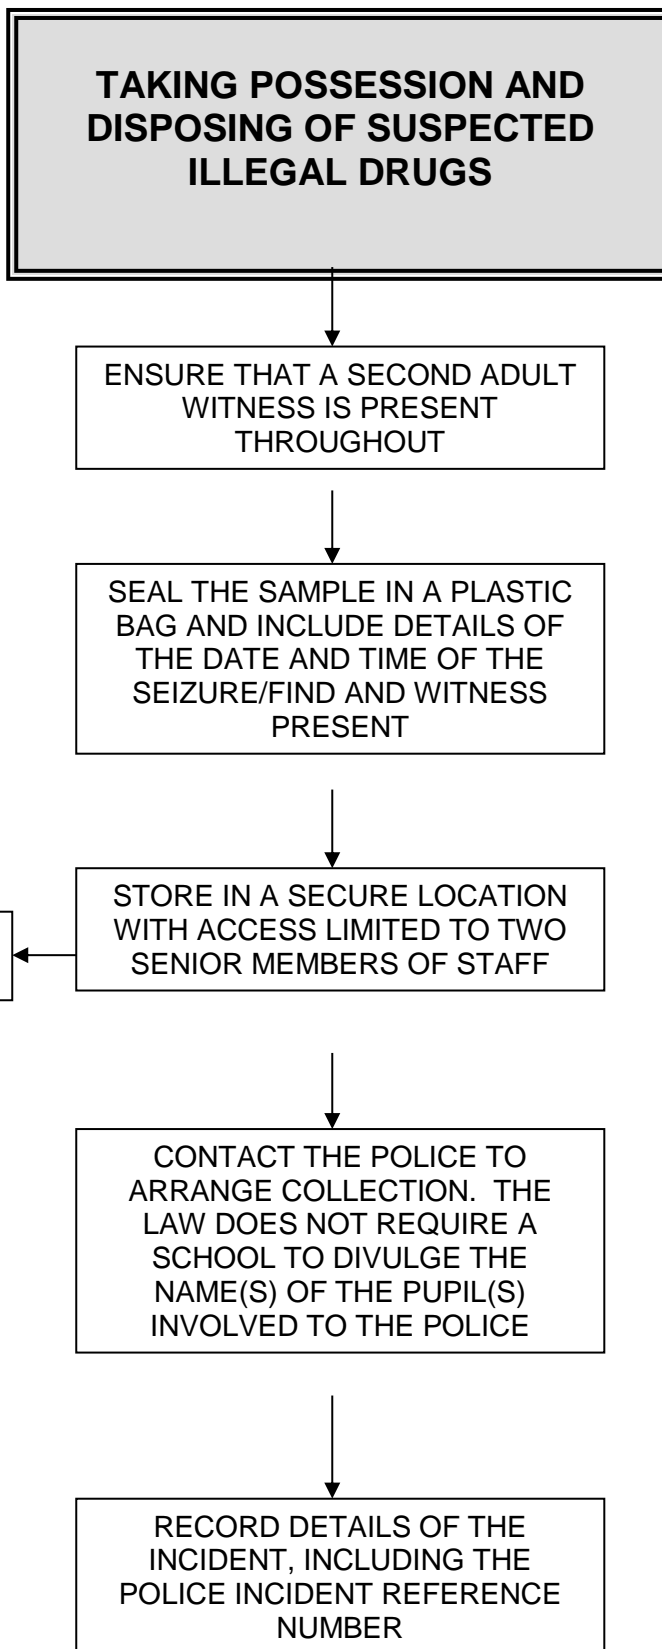 TAKING POSSESSION AND
DISPOSING OF SUSPECTED
ILLEGAL DRUGS
ENSURE THAT A SECOND ADULT
WITNESS IS PRESENT
THROUGHOUT
SEAL THE SAMPLE IN A PLASTIC
BAG AND INCLUDE DETAILS OF
THE DATE AND TIME OF THE
SEIZURE/FIND AND WITNESS
PRESENT
STORE IN A SECURE LOCATION
WITH ACCESS LIMITED TO TWO
SENIOR MEMBERS OF STAFF
CONTACT THE POLICE TO
ARRANGE COLLECTION. THE
LAW DOES NOT REQUIRE A
SCHOOL TO DIVULGE THE
NAME(S) OF THE PUPIL(S)
INVOLVED TO THE POLICE
RECORD DETAILS OF THE
INCIDENT, INCLUDING THE
POLICE INCIDENT REFERENCE
NUMBER